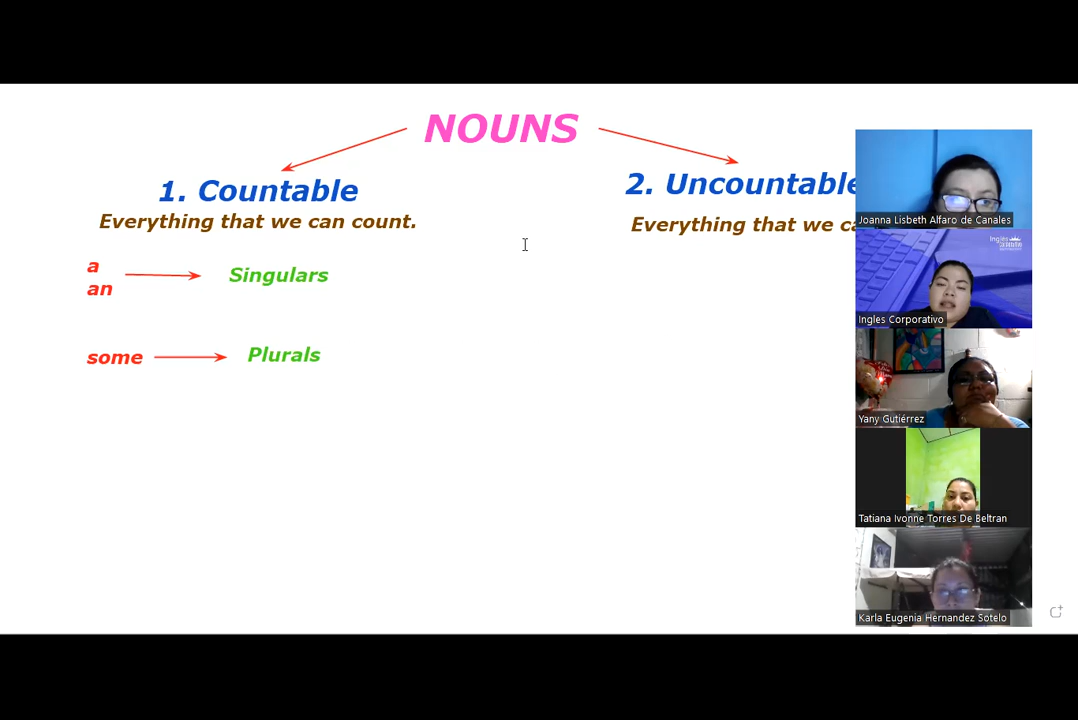 NOUNS
1. Countable
Everything that we can count.
a
an
Singulars
some
Plurals
2. Uncountable
Everything that we ca
Joanna Lisbeth Alfaro de Canales
Ingles
Ingles Corporativo
Yany Gutiérrez
Tatiana Ivonne Torres De Beltran
Karla Eugenia Hernandez Sotelo